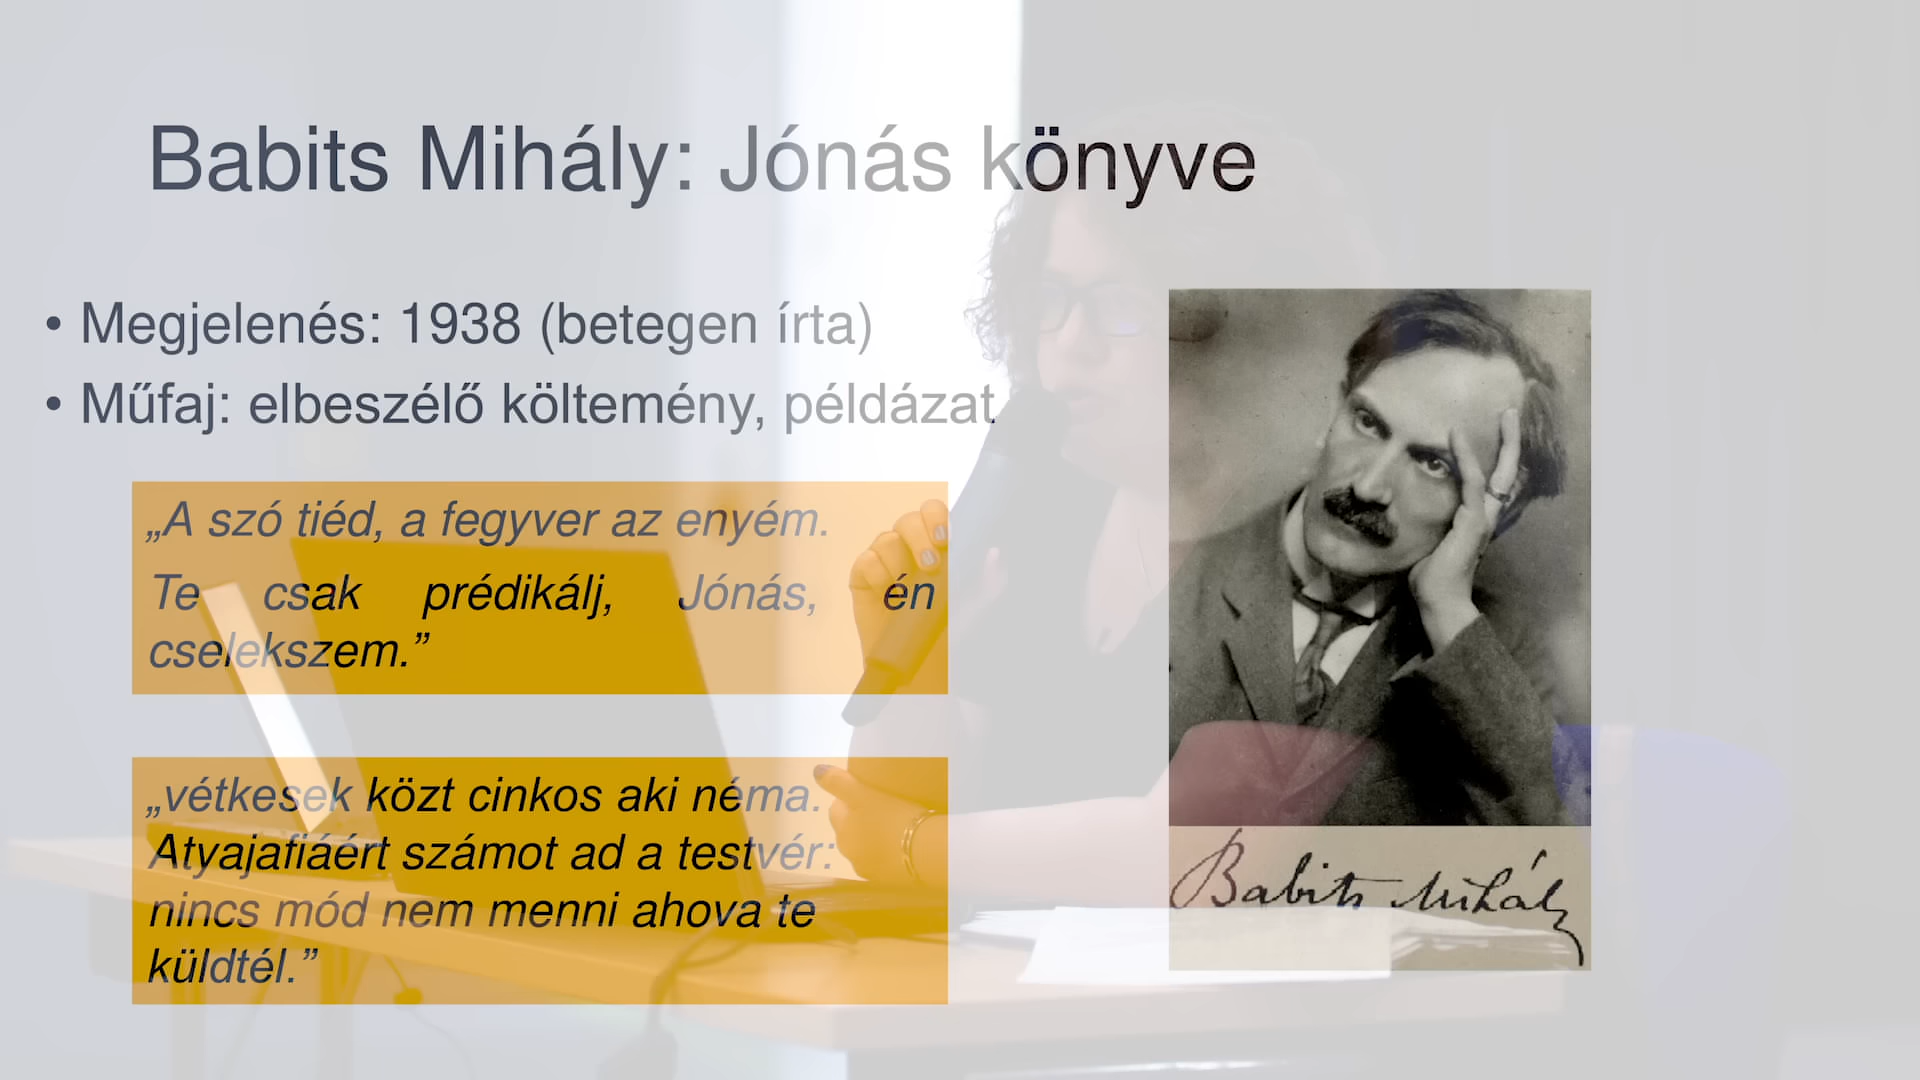 Babits Mihály: Jónás könyve
• Megjelenés: 1938 (betegen írta)
• Műfaj: elbeszélő költemény, példázat
„A szó tiéd, a fegyver az enyém.
Te csak prédikálj, Jónás, én
cselekszem.”
„vétkesek közt cinkos aki néma.
Atyajafiáért számot ad a testvér:
nincs mód nem menni ahova te
küldtél.”
Babits Mihály